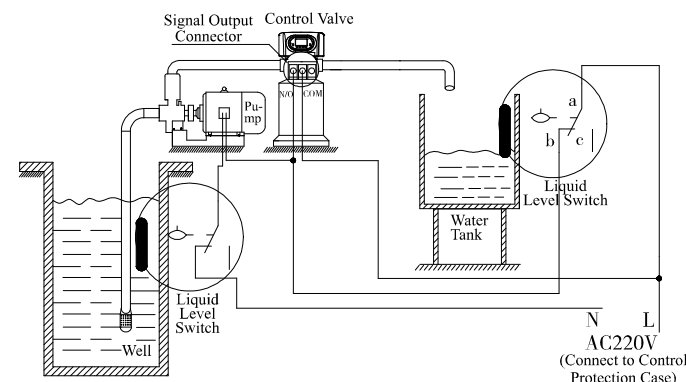 Signal Output
Connector
Control Valve
N/O
COM
Pu-
mp
a
b
c
Liquid
Level Switch
Water
Tank
Liquid
Level
Switch
Well
N
L
AC220V
(Connect to Control
Protection Case)